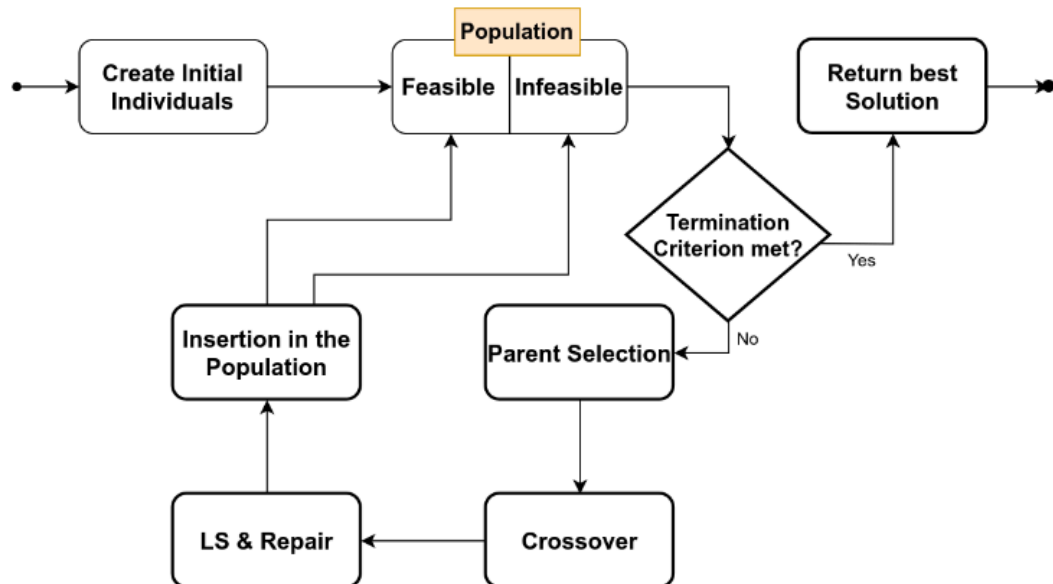 Population
Create Initial
Individuals
Feasible
Infeasible
Return best
Solution
Termination
Criterion met?
Yes
No
Insertion in the
Population
Parent Selection
LS & Repair
Crossover